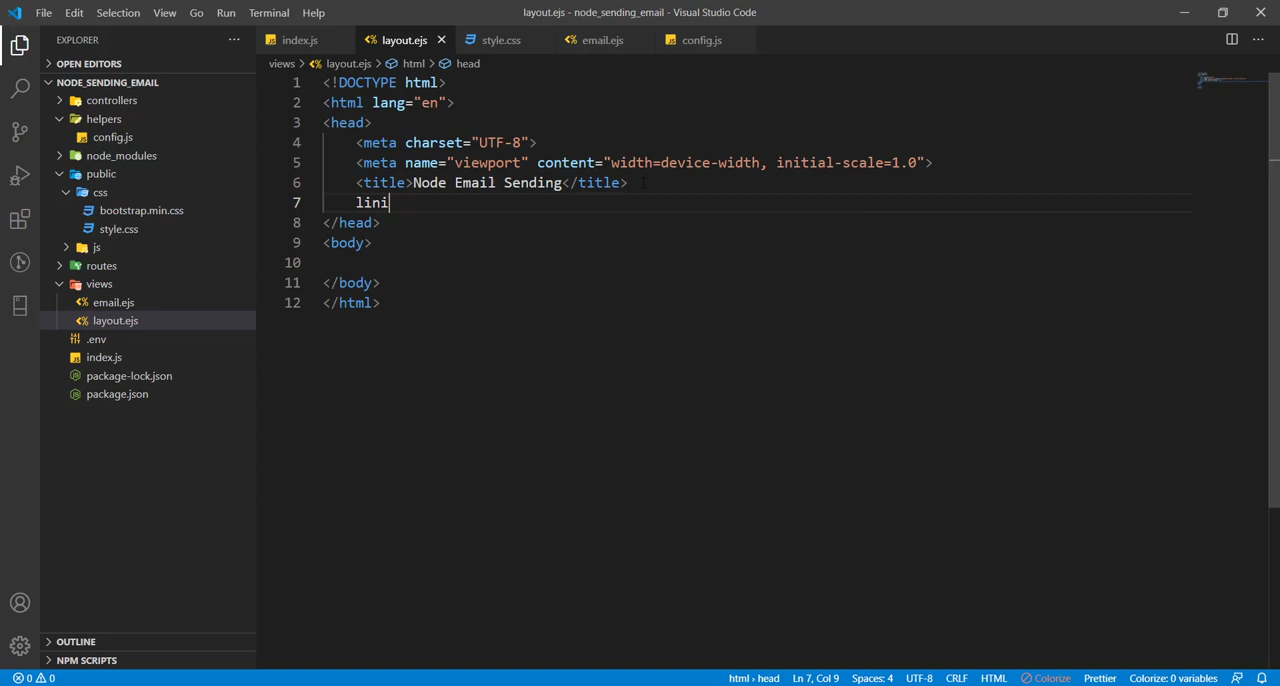 File Edit Selection View Go Run Terminal Help layout.ejs - node_sending_email - Visual Studio Code
EXPLORER
OPEN EDITORS
NODE_SENDING_EMAIL
controllers
helpers
config.js
node_modules
public
css
bootstrap.min.css
style.css
js
routes
views
email.ejs
layout.ejs
.env
index.js
package-lock.json
package.json
OUTLINE
NPM SCRIPTS
index.js layout.ejs style.css email.ejs config.js
views > layout.ejs > html > head
1 <!DOCTYPE html>
2 <html lang="en">
3 <head>
4 <meta charset="UTF-8">
5 <meta name="viewport" content="width=device-width, initial-scale=1.0">
6 <title>Node Email Sending</title>
7 lini
8 </head>
9 <body>
10
11 </body>
12 </html>
0 0 html > head Ln 7, Col 9 Spaces: 4 UTF-8 CRLF HTML Colorize Prettier Colorize: 0 variables